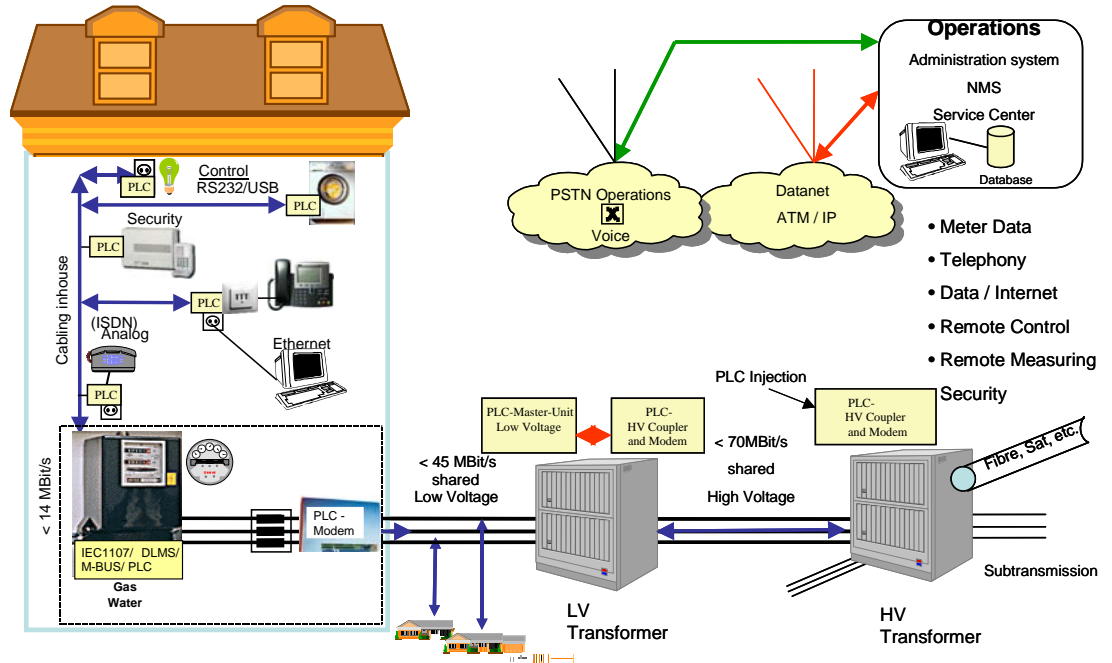 Operations
Administration system
NMS
Service Center
Database
PSTN Operations
Voice
Datanet
ATM / IP
• Meter Data
• Telephony
• Data / Internet
• Remote Control
• Remote Measuring
Security
Control
RS232/USB
PLC
PLC
Security
PLC
PLC
Cabling inhouse
(ISDN)
Analog
Ethernet
PLC
< 14 MBit/s
IEC1107/ DLMS/
M-BUS/ PLC
Gas
Water
PLC -
Modem
< 45 MBit/s
shared
Low Voltage
PLC-Master-Unit
Low Voltage
PLC-
HV Coupler
and Modem
< 70MBit/s
shared
High Voltage
PLC Injection
PLC-
HV Coupler
and Modem
Fibre, Sat, etc.
Subtransmission
LV
Transformer
HV
Transformer